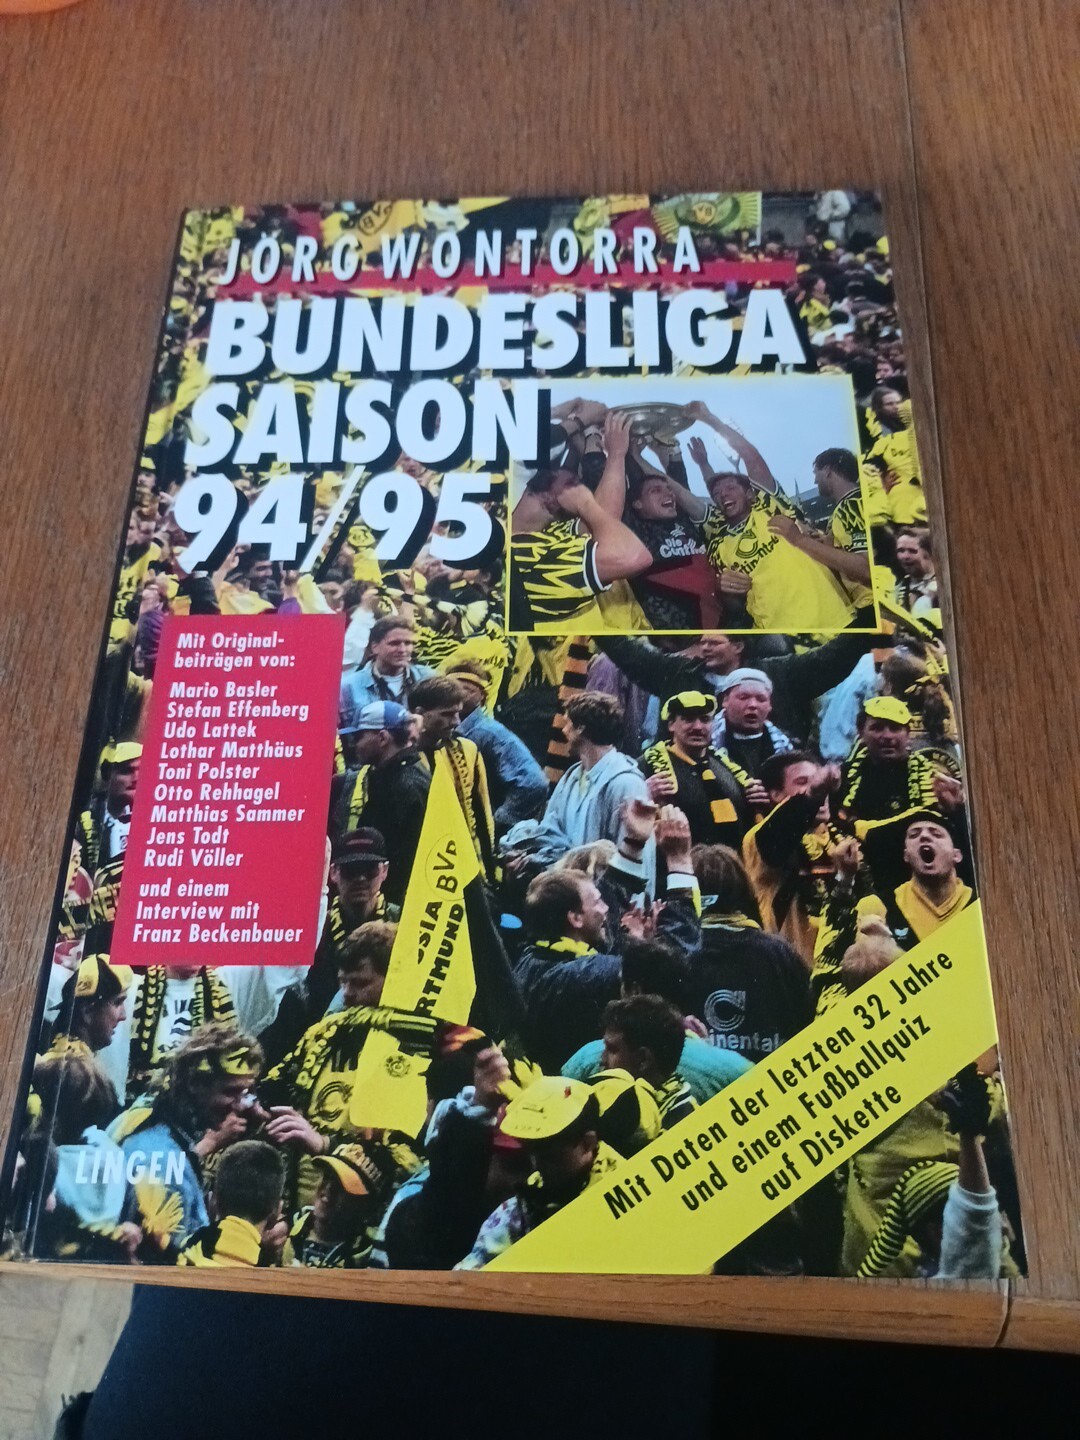 JÖRG WONTORRA
BUNDESLIGA
SAISON
94/95
Die
Mit Original-
beiträgen von:
Mario Basler
Stefan Effenberg
Udo Lattek
Lothar Matthäus
Toni Polster
Otto Rehhagel
Matthias Sammer
Jens Todt
Rudi Völler
und einem
Interview mit
Franz Beckenbauer
BVB
LINGEN
Mit Daten der letzten 32 Jahre
und einem Fußballquiz
auf Diskette